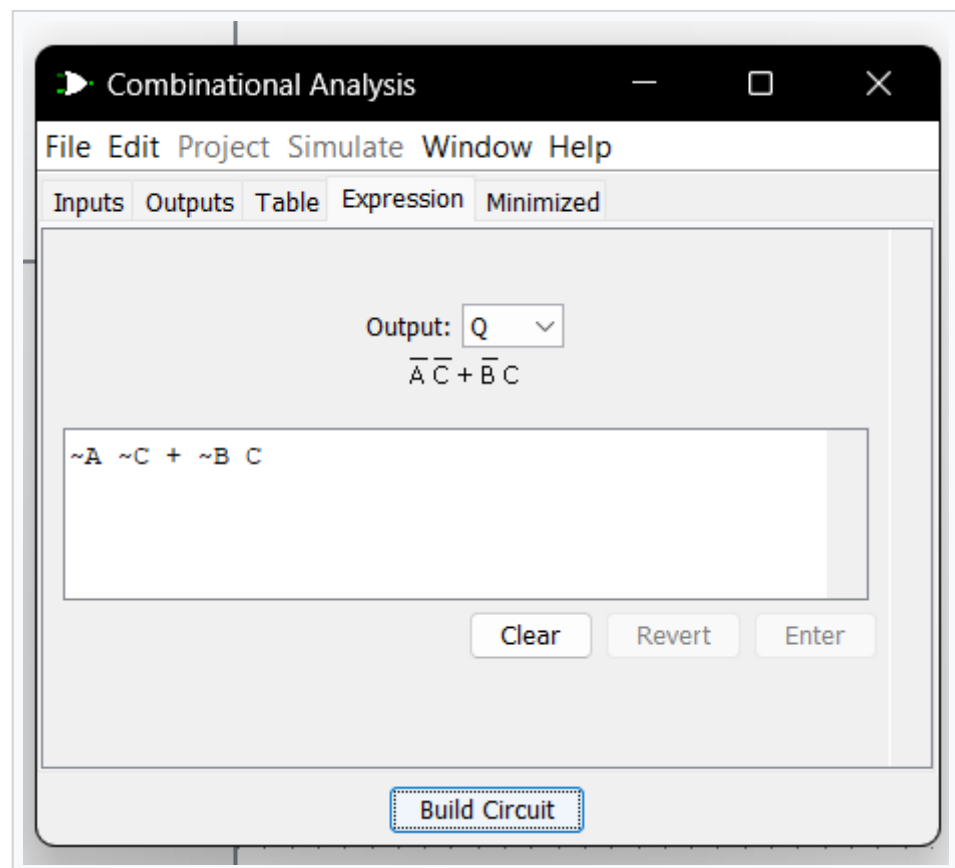 Combinational Analysis
File Edit Project Simulate Window Help
Inputs Outputs Table Expression Minimized
Output: Q
A̅ C̅ + B̅ C
~A ~C + ~B C
Clear Revert Enter
Build Circuit